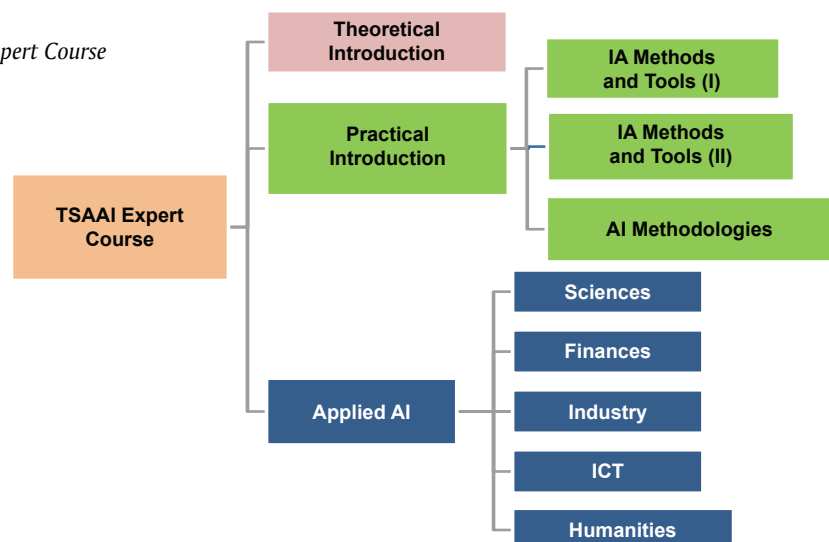 pert Course
Theoretical
Introduction
IA Methods
and Tools (I)
Practical
Introduction
IA Methods
and Tools (II)
TSAAI Expert
Course
AI Methodologies
Sciences
Finances
Applied AI
Industry
ICT
Humanities